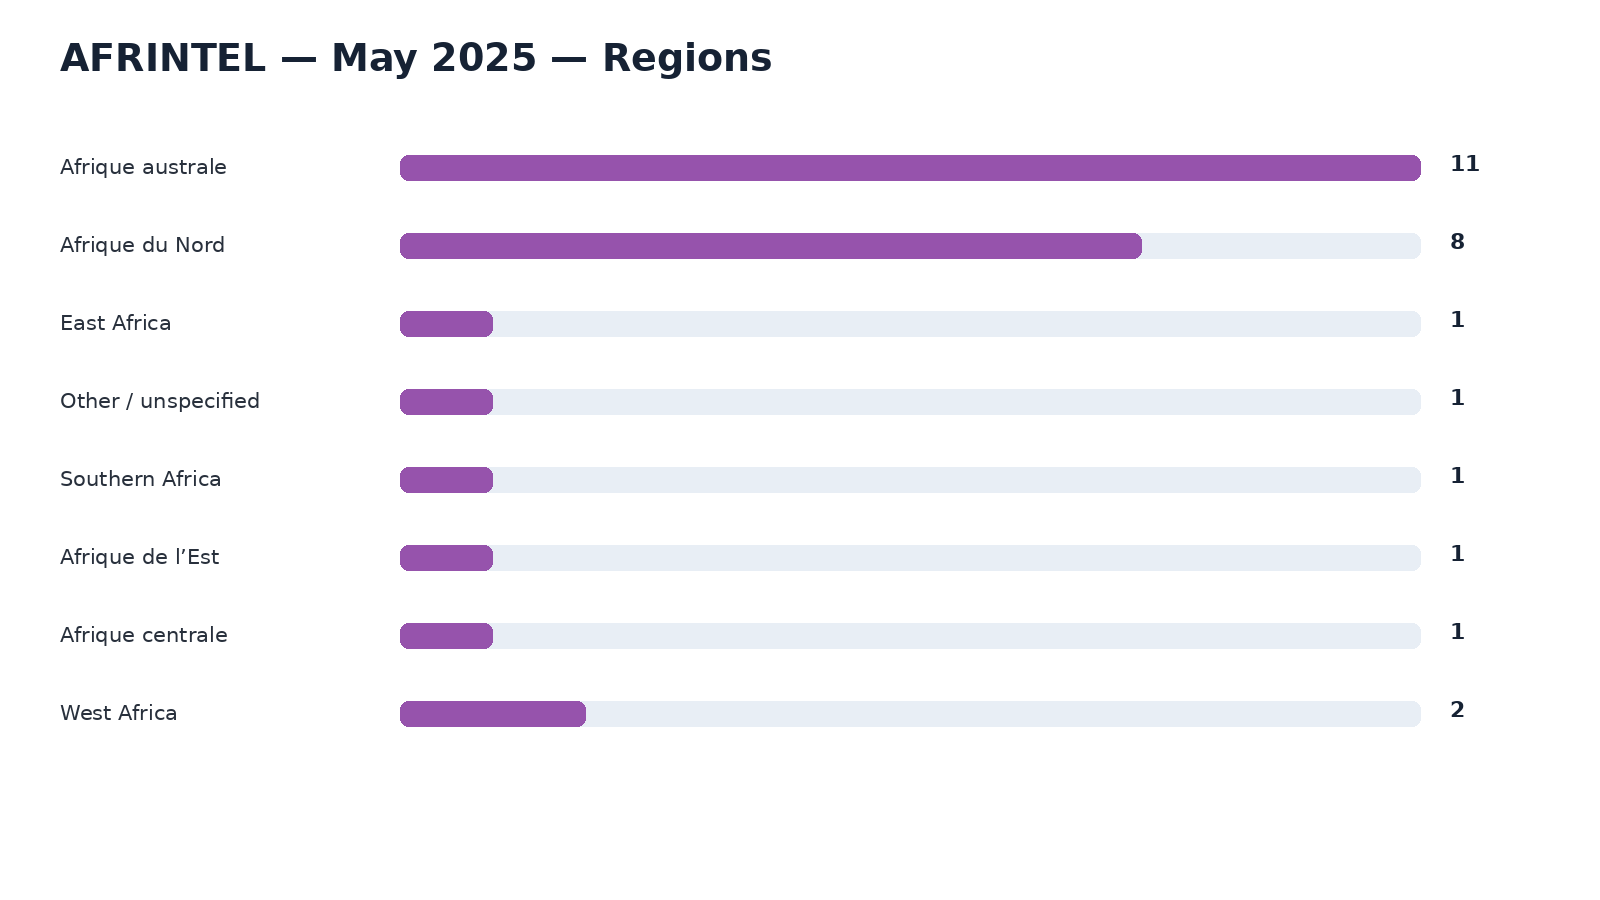 AFRINTEL — May 2025 — Regions
Afrique australe 11
Afrique du Nord 8
East Africa 1
Other / unspecified 1
Southern Africa 1
Afrique de l’Est 1
Afrique centrale 1
West Africa 2